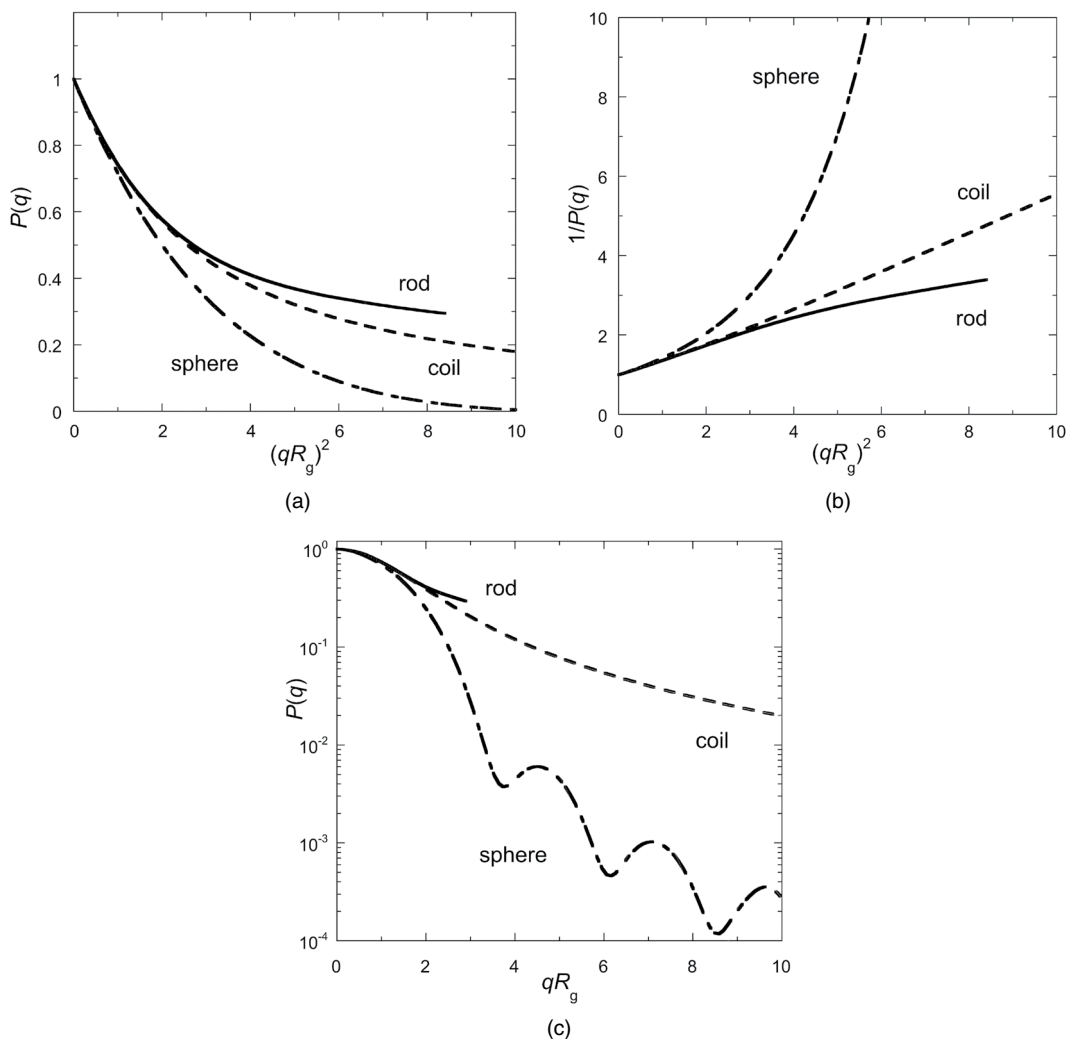 1
0.8
0.6
0.4
0.2
0
P(q)
rod
sphere
coil
0 2 4 6 8 10
(qRg)2
(a)
10
8
6
4
2
0
1/P(q)
sphere
coil
rod
0 2 4 6 8 10
(qRg)2
(b)
100
10-1
10-2
10-3
10-4
P(q)
rod
coil
sphere
0 2 4 6 8 10
qRg
(c)